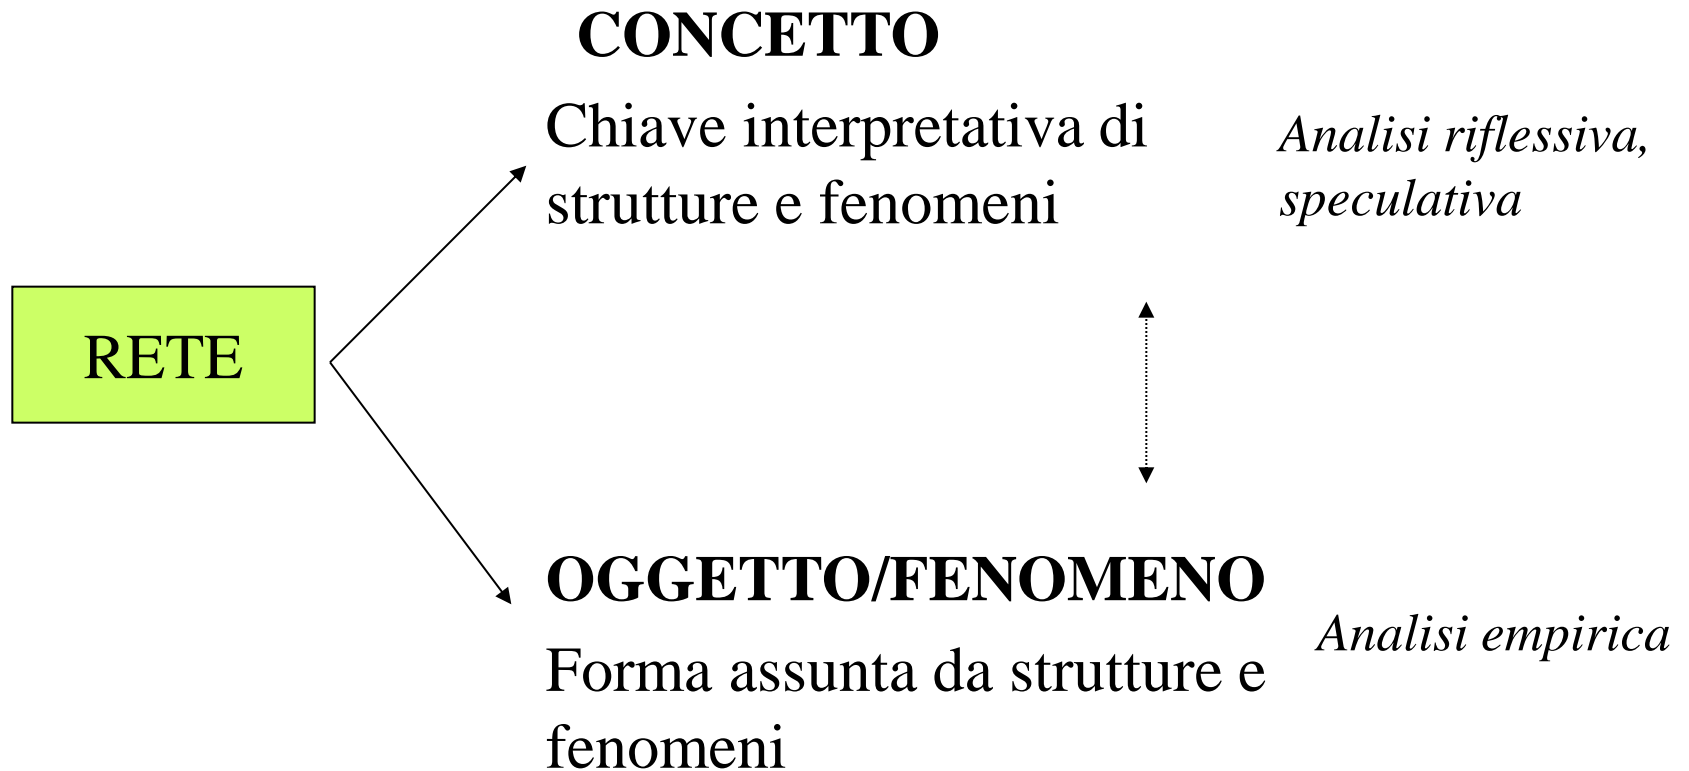 CONCETTO
Chiave interpretativa di
strutture e fenomeni
Analisi riflessiva,
speculativa
RETE
OGGETTO/FENOMENO
Forma assunta da strutture e
fenomeni
Analisi empirica